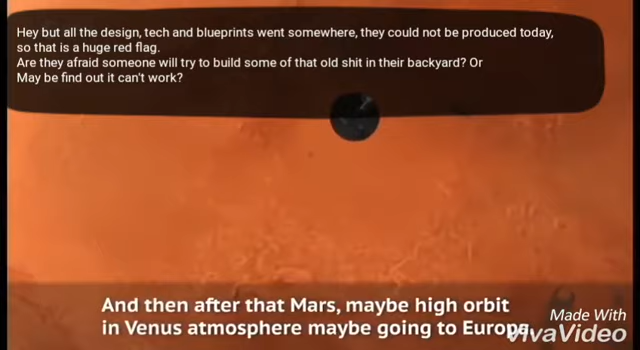 Hey but all the design, tech and blueprints went somewhere, they could not be produced today,
so that is a huge red flag.
Are they afraid someone will try to build some of that old shit in their backyard? Or
May be find out it can't work?
And then after that Mars, maybe high orbit
in Venus atmosphere maybe going to Europe
Made With
VivaVideo